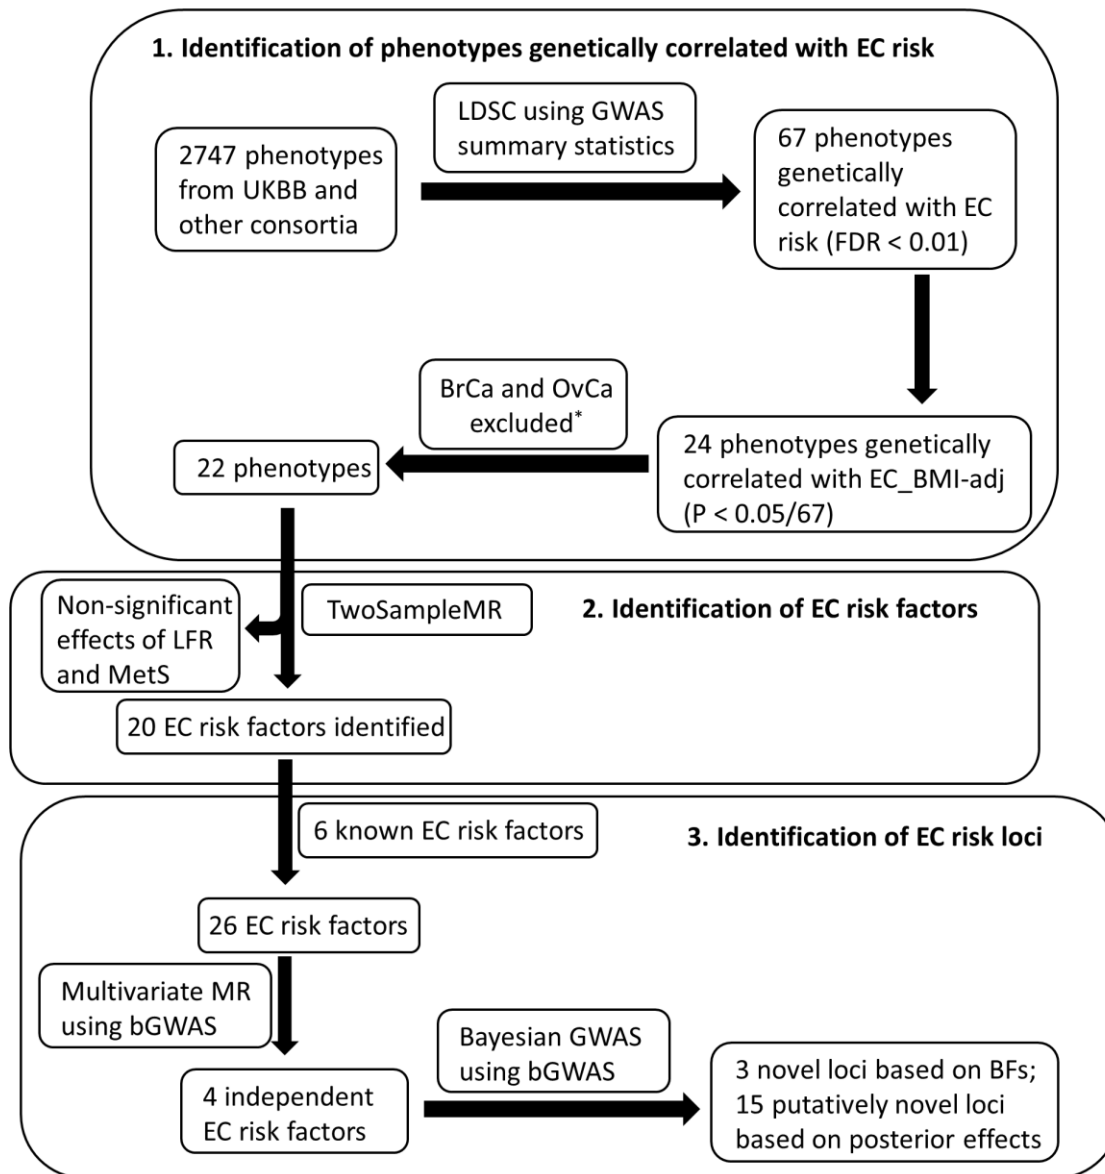 1. Identification of phenotypes genetically correlated with EC risk
2747 phenotypes
from UKBB and
other consortia
LDSC using GWAS
summary statistics
67 phenotypes
genetically
correlated with EC
risk (FDR < 0.01)
24 phenotypes genetically
correlated with EC_BMI-adj
(P < 0.05/67)
BrCa and OvCa
excluded*
22 phenotypes
2. Identification of EC risk factors
TwoSampleMR
Non-significant
effects of LFR
and MetS
20 EC risk factors identified
3. Identification of EC risk loci
6 known EC risk factors
26 EC risk factors
Multivariate MR
using bGWAS
4 independent
EC risk factors
Bayesian GWAS
using bGWAS
3 novel loci based on BFs;
15 putatively novel loci
based on posterior effects